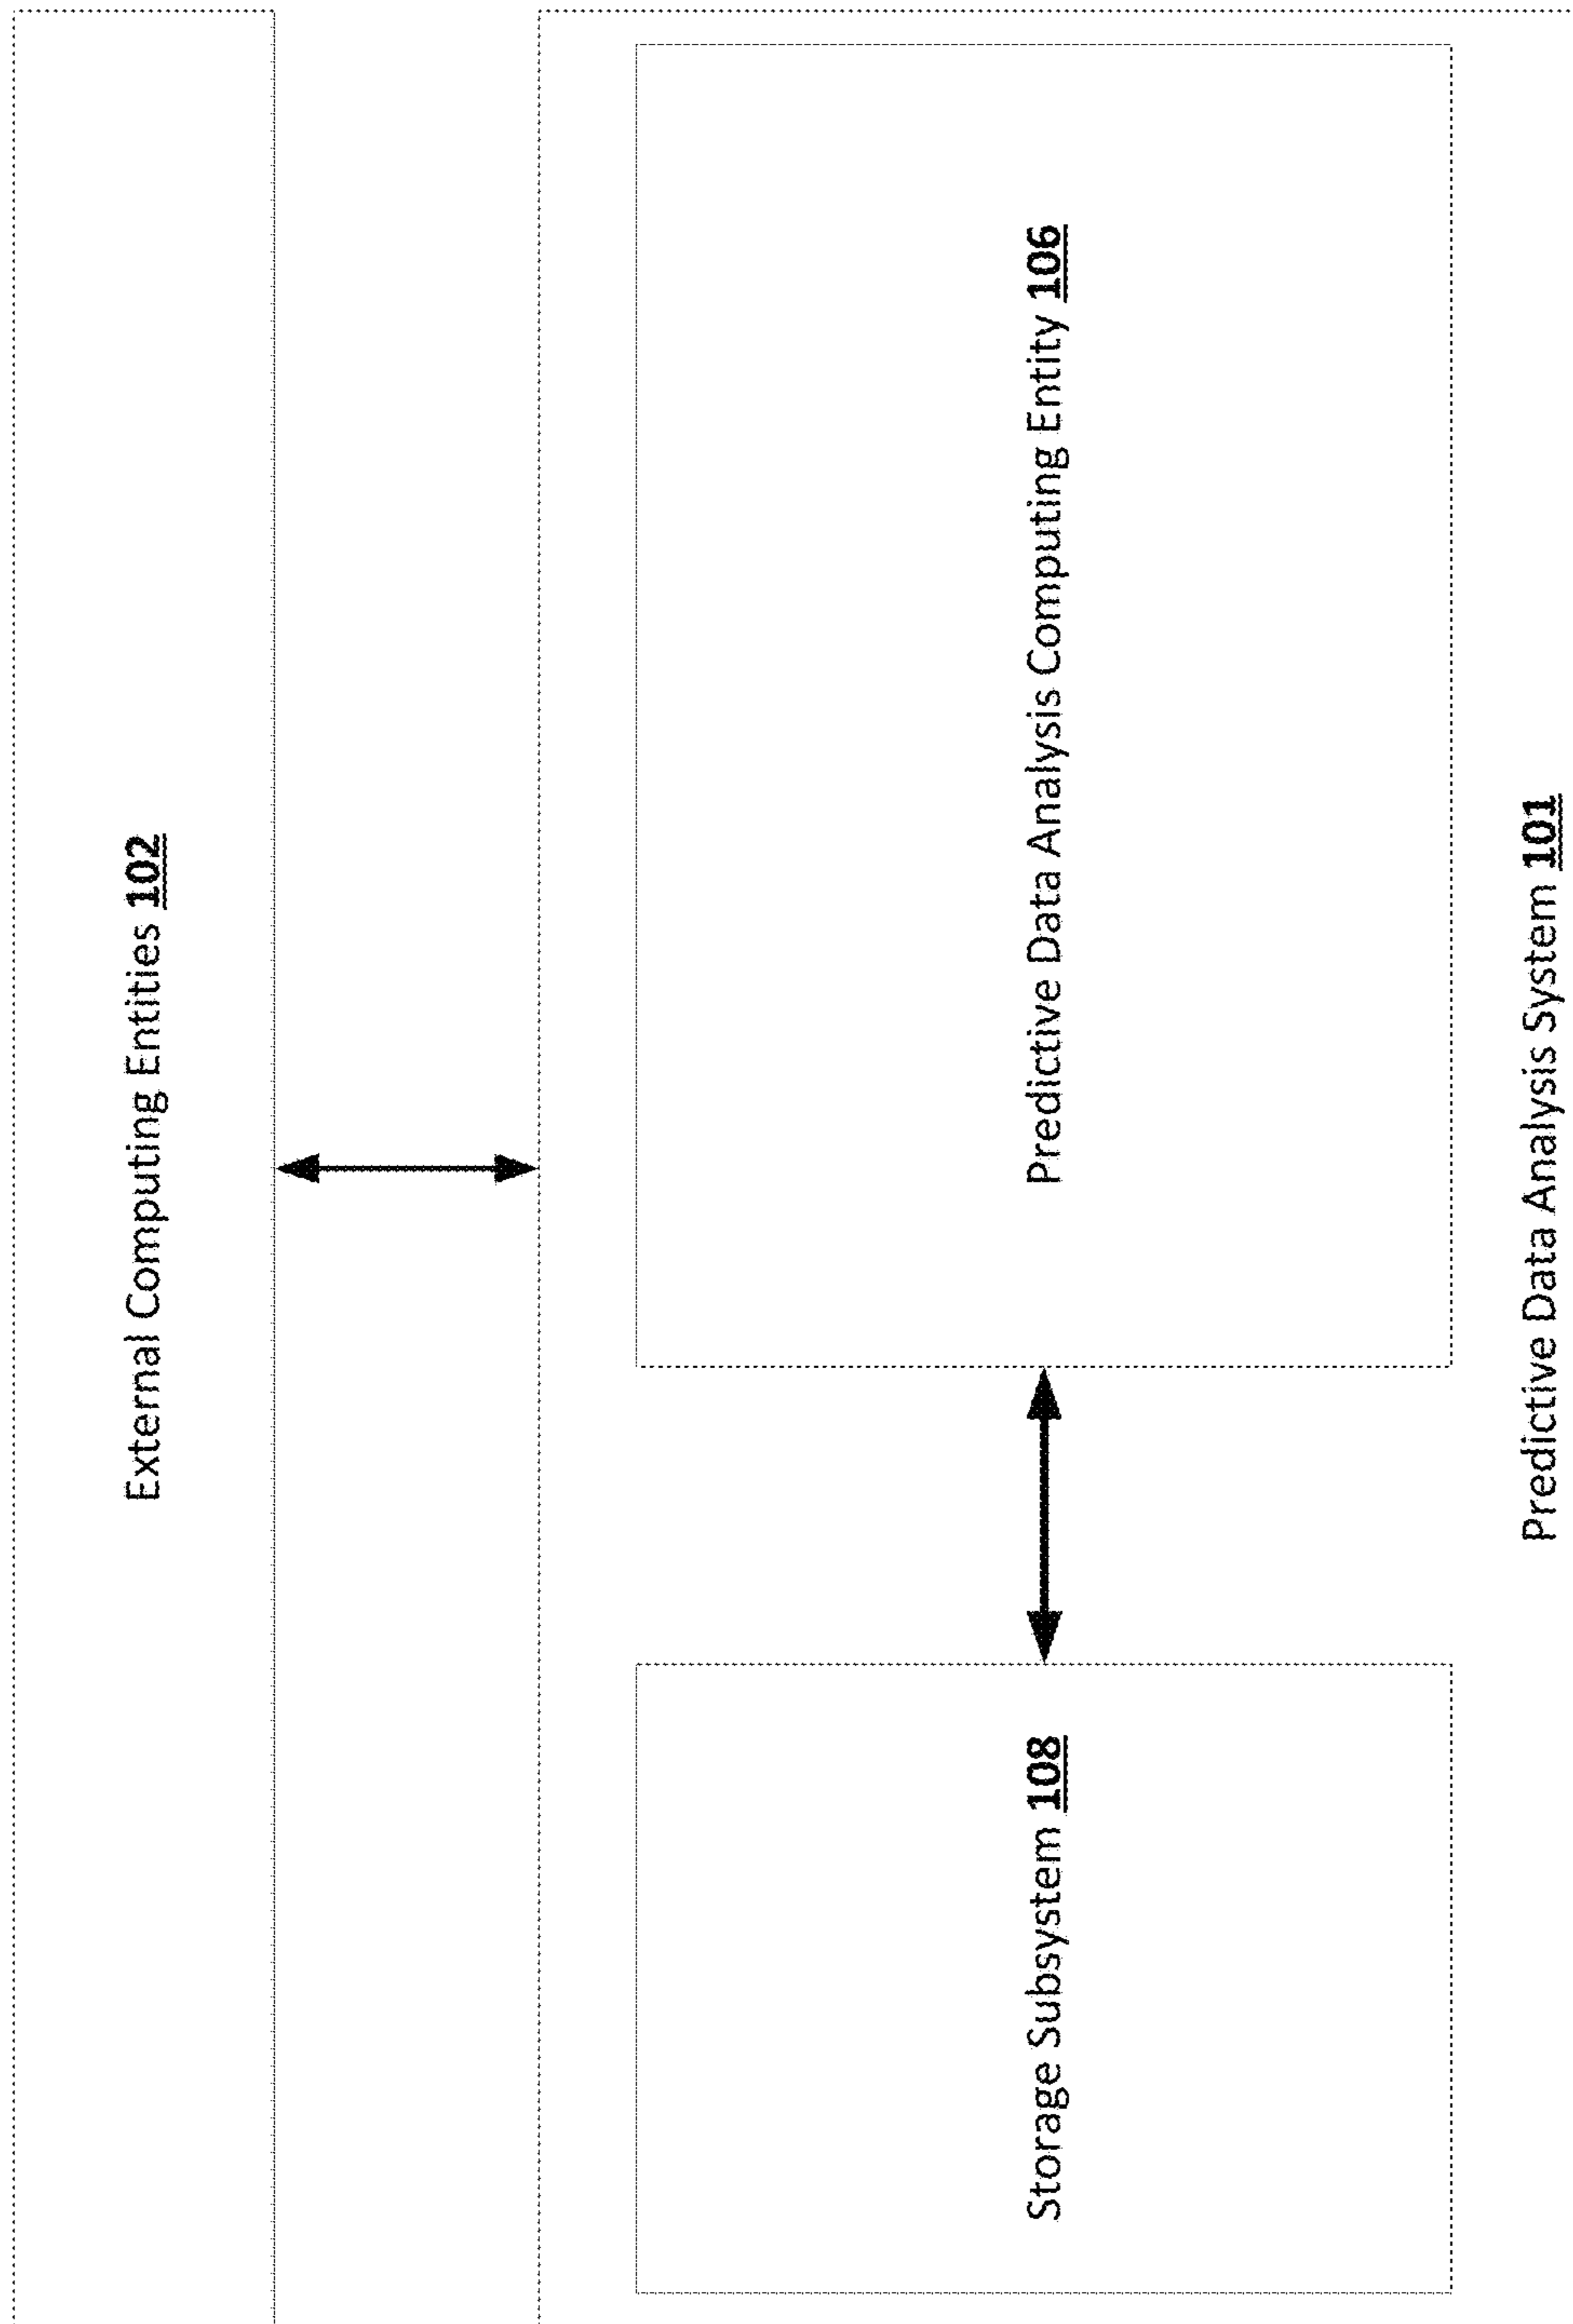 External Computing Entities 102
Storage Subsystem 108
Predictive Data Analysis Computing Entity 106
Predictive Data Analysis System 101